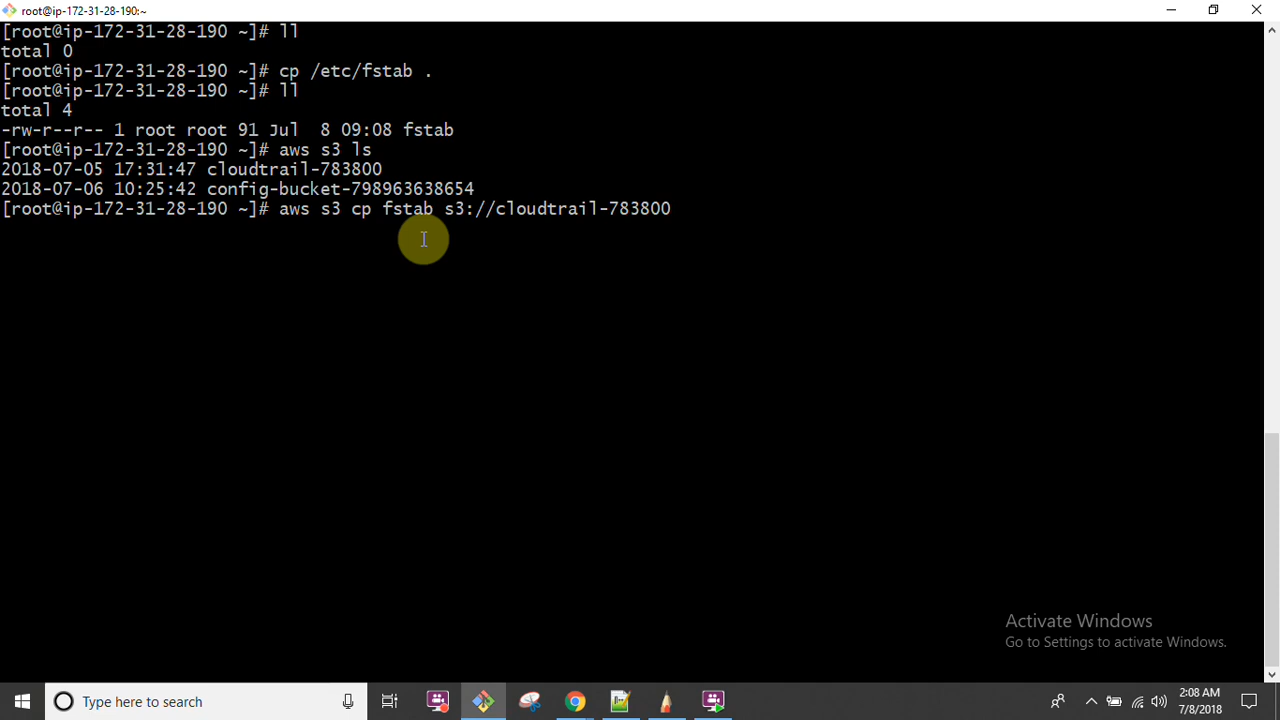 root@ip-172-31-28-190:~
[root@ip-172-31-28-190 ~]# ll
total 0
[root@ip-172-31-28-190 ~]# cp /etc/fstab .
[root@ip-172-31-28-190 ~]# ll
total 4
-rw-r--r-- 1 root root 91 Jul  8 09:08 fstab
[root@ip-172-31-28-190 ~]# aws s3 ls
2018-07-05 17:31:47 cloudtrail-783800
2018-07-06 10:25:42 config-bucket-798963638654
[root@ip-172-31-28-190 ~]# aws s3 cp fstab s3://cloudtrail-783800
Activate Windows
Go to Settings to activate Windows.
Type here to search
2:08 AM
7/8/2018